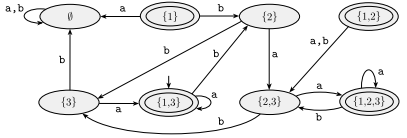 a,b
∅
a
{1}
b
{2}
{1,2}
b
b
a,b
a
b
a
{3}
a
{1,3}
a
{2,3}
a
b
{1,2,3}
b